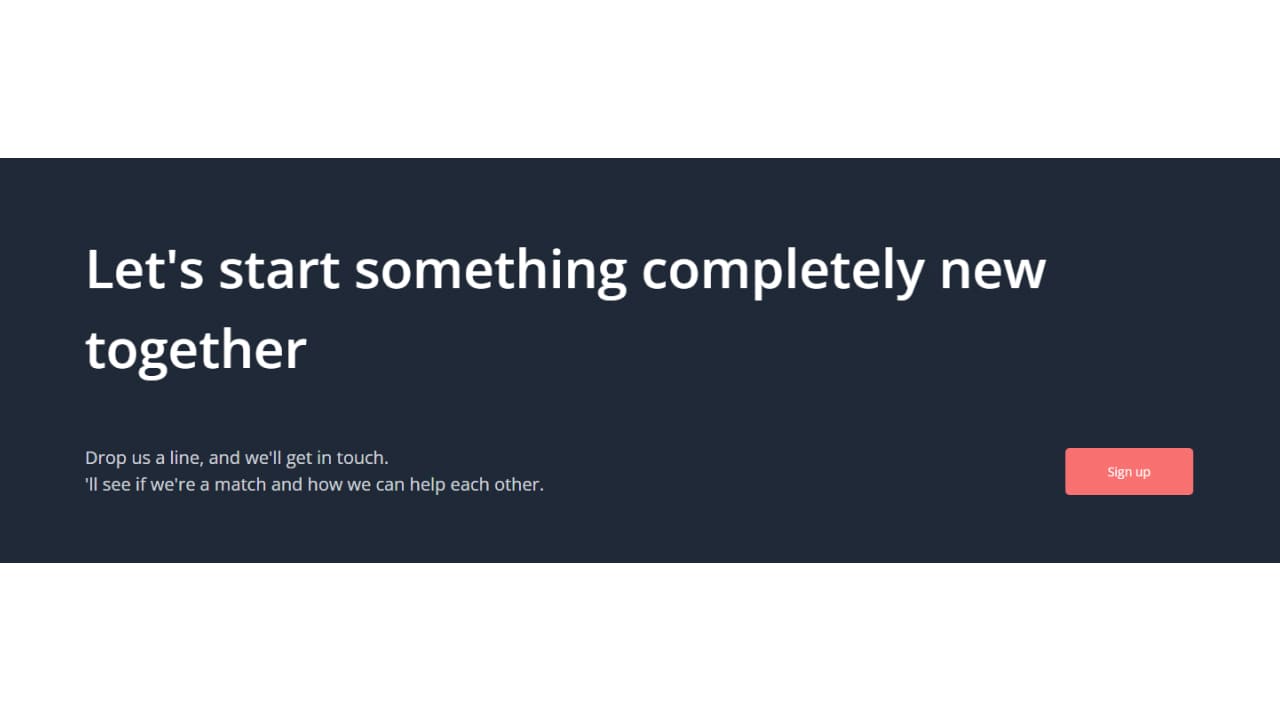 Let's start something completely new
together
Drop us a line, and we'll get in touch.
'll see if we're a match and how we can help each other.
Sign up